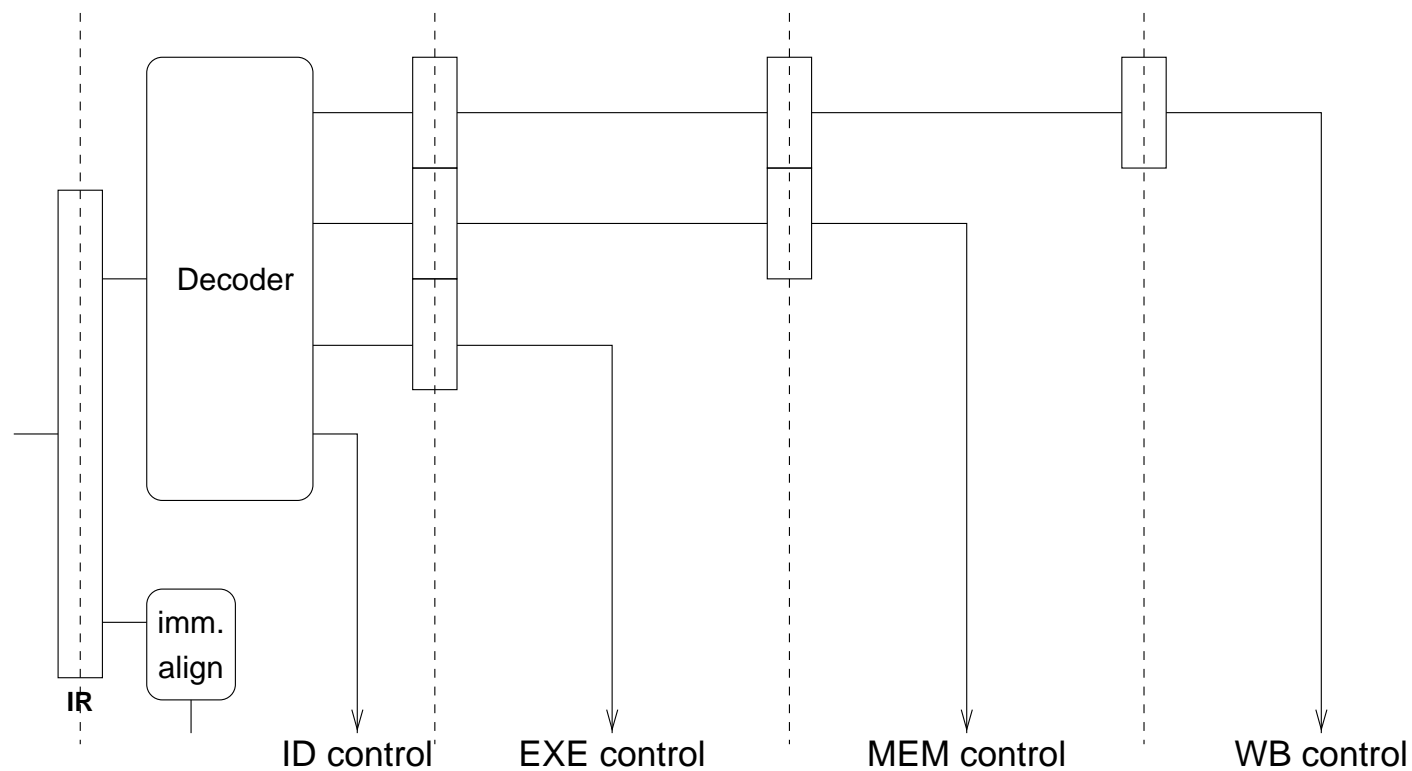 Decoder
imm.
align
IR
ID control
EXE control
MEM control
WB control